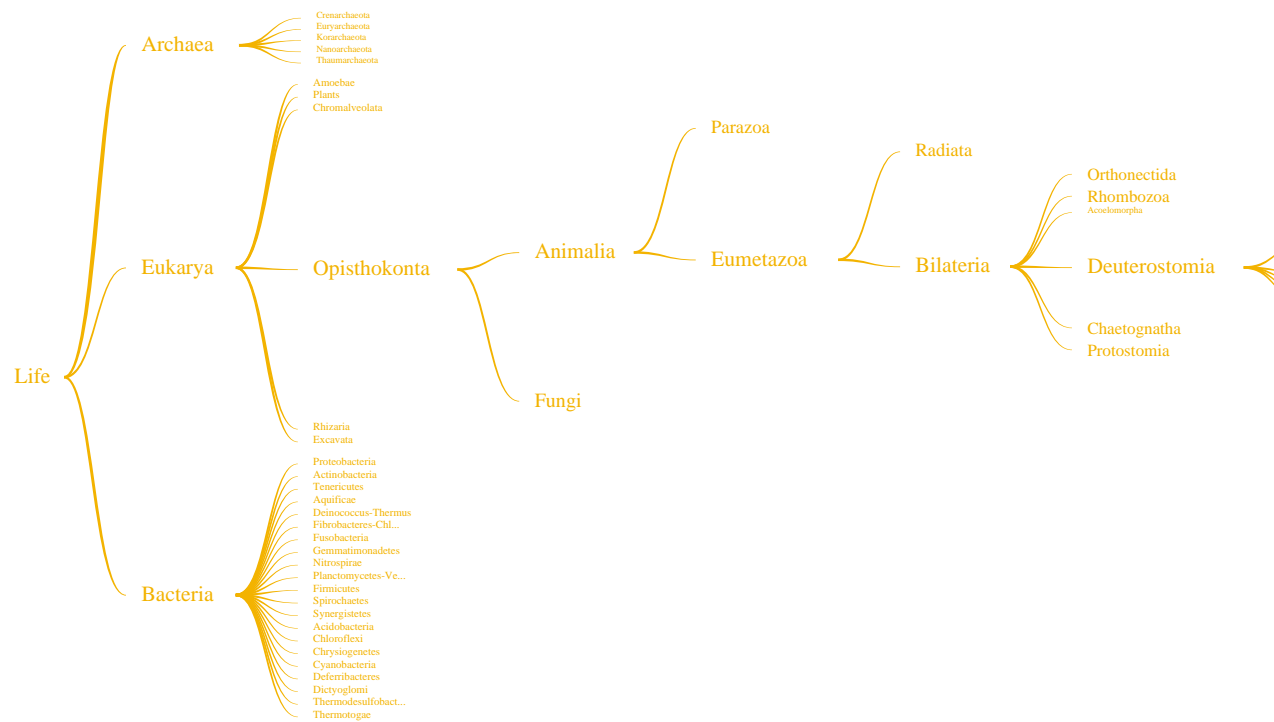 Crenarchaeota
Euryarchaeota
Archaea
Korarchaeota
Nanoarchaeota
Thaumarchaeota
Amoebae
Plants
Chromalveolata
Parazoa
Radiata
Orthonectida
Rhombozoa
Acoelomorpha
Animalia
Eumetazoa
Bilateria
Deuterostomia
Eukarya
Opisthokonta
Chaetognatha
Protostomia
Life
Fungi
Rhizaria
Excavata
Proteobacteria
Actinobacteria
Tenericutes
Aquificae
Deinococcus-Thermus
Fibrobacteres-Chl...
Fusobacteria
Gemmatimonadetes
Nitrospirae
Planctomycetes-Ve...
Firmicutes
Bacteria
Spirochaetes
Synergistetes
Acidobacteria
Chloroflexi
Chrysiogenetes
Cyanobacteria
Deferribacteres
Dictyoglomi
Thermodesulfobact...
Thermotogae